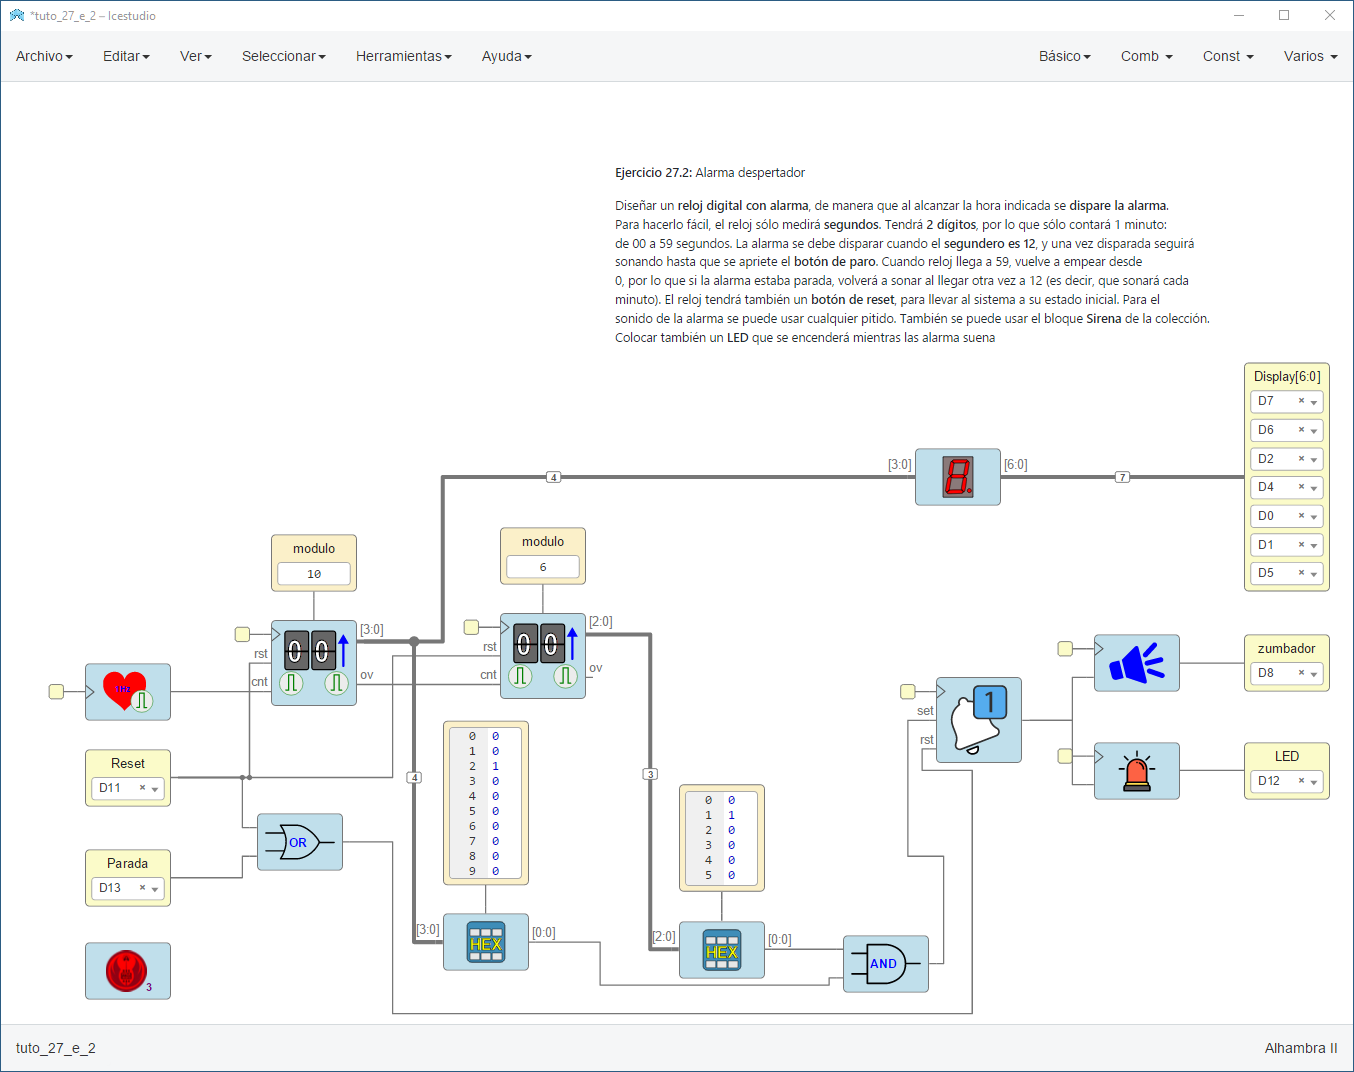 *tuto_27_e_2 – Icestudio
Archivo Editar Ver Seleccionar Herramientas Ayuda Básico Comb Const Varios
Ejercicio 27.2: Alarma despertador
Diseñar un reloj digital con alarma, de manera que al alcanzar la hora indicada se dispare la alarma.
Para hacerlo fácil, el reloj sólo medirá segundos. Tendrá 2 dígitos, por lo que sólo contará 1 minuto:
de 00 a 59 segundos. La alarma se debe disparar cuando el segundero es 12, y una vez disparada seguirá
sonando hasta que se apriete el botón de paro. Cuando reloj llega a 59, vuelve a empear desde
0, por lo que si la alarma estaba parada, volverá a sonar al llegar otra vez a 12 (es decir, que sonará cada
minuto). El reloj tendrá también un botón de reset, para llevar al sistema a su estado inicial. Para el
sonido de la alarma se puede usar cualquier pitido. También se puede usar el bloque Sirena de la colección.
Colocar también un LED que se encenderá mientras las alarma suena
Display[6:0]
D7
D6
D2
D4
D0
D1
D5
[3:0] [6:0]
4
7
modulo
10
modulo
6
[3:0]
rst
cnt
ov
00
[2:0]
rst
cnt
ov
00
1Hz
Reset
D11
Parada
D13
OR
3
0 0
1 0
2 1
3 0
4 0
5 0
6 0
7 0
8 0
9 0
4
3
0 0
1 1
2 0
3 0
4 0
5 0
[3:0] HEX [0:0]
[2:0] HEX [0:0]
AND
set
rst
1
zumbador
D8
LED
D12
tuto_27_e_2
Alhambra II